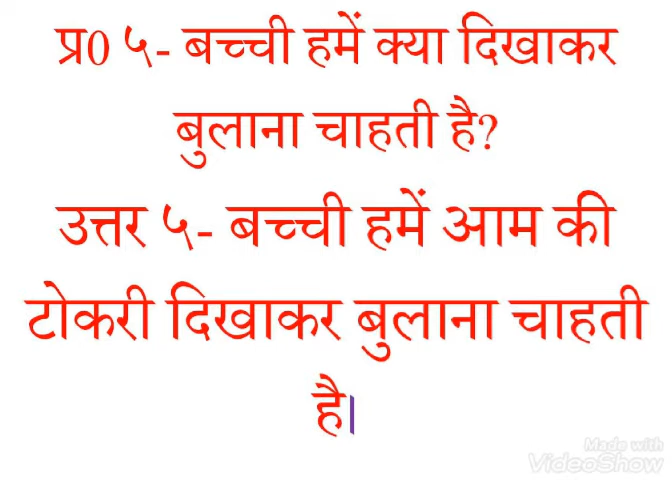 प्र0 ५- बच्ची हमें क्या दिखाकर
बुलाना चाहती है?
उत्तर ५- बच्ची हमें आम की
टोकरी दिखाकर बुलाना चाहती
है।
Made with
VideoShow